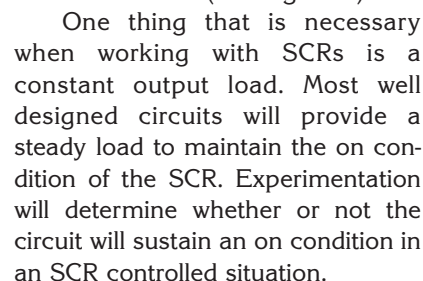 One thing that is necessary
when working with SCRs is a
constant output load. Most well
designed circuits will provide a
steady load to maintain the on con-
dition of the SCR. Experimentation
will determine whether or not the
circuit will sustain an on condition in
an SCR controlled situation.